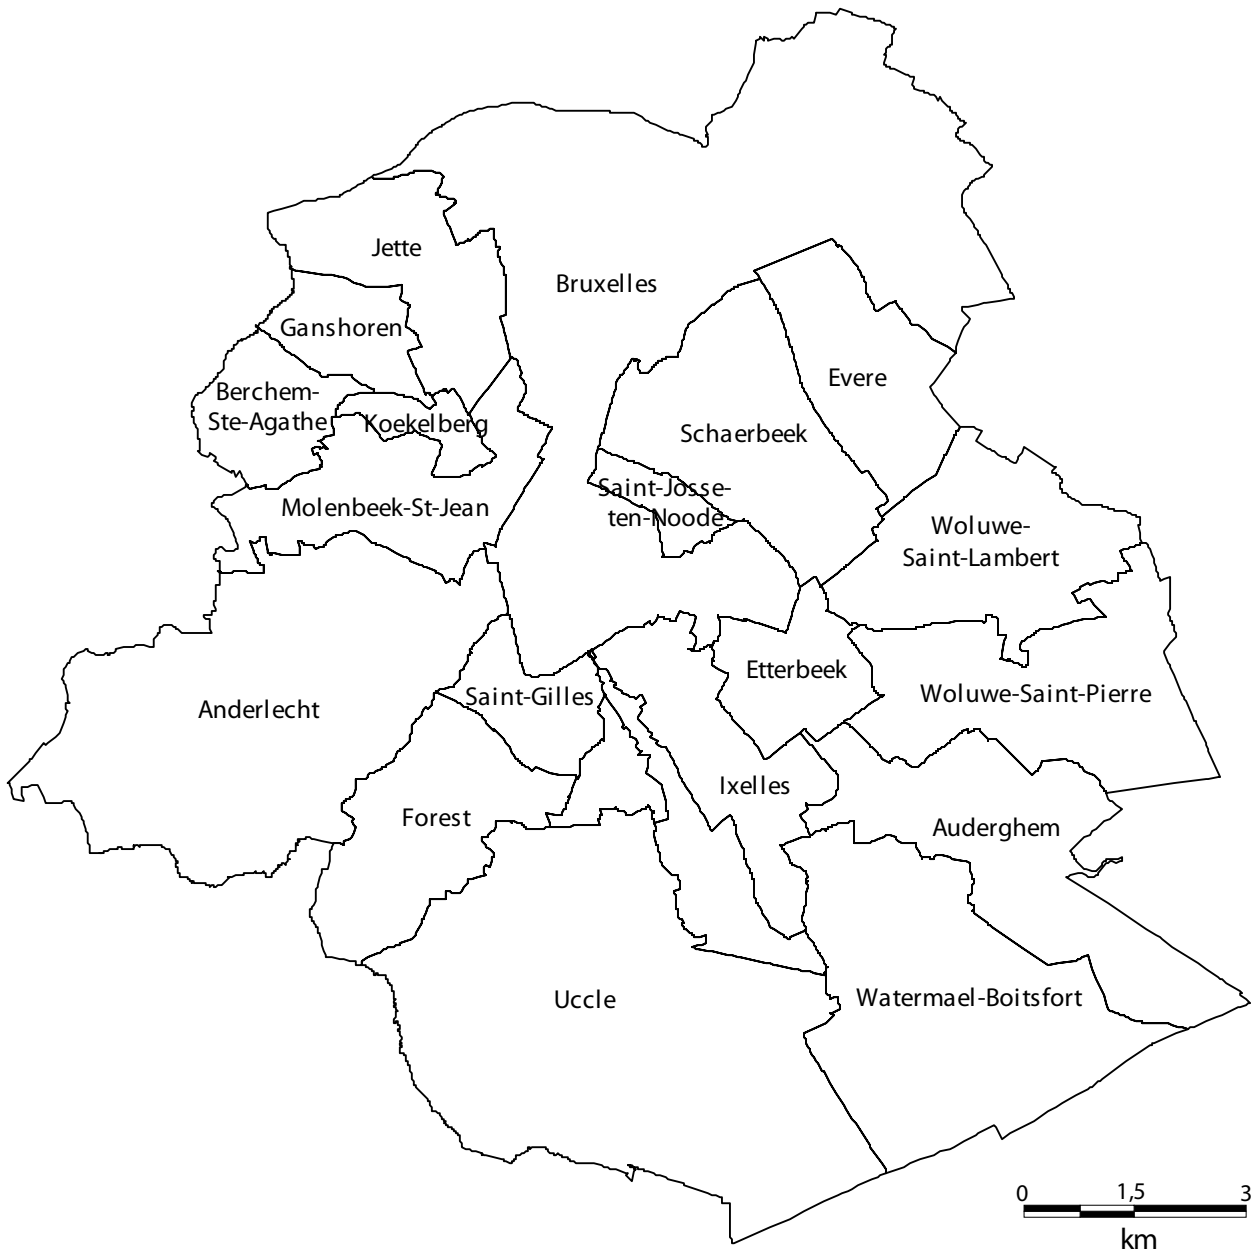 Jette
Bruxelles
Ganshoren
Evere
Berchem-
Ste-Agathe
Koekelberg
Schaerbeek
Saint-Josse-
ten-Noode
Molenbeek-St-Jean
Woluwe-
Saint-Lambert
Etterbeek
Saint-Gilles
Woluwe-Saint-Pierre
Anderlecht
Ixelles
Forest
Auderghem
Uccle
Watermael-Boitsfort
0 1,5 3
km